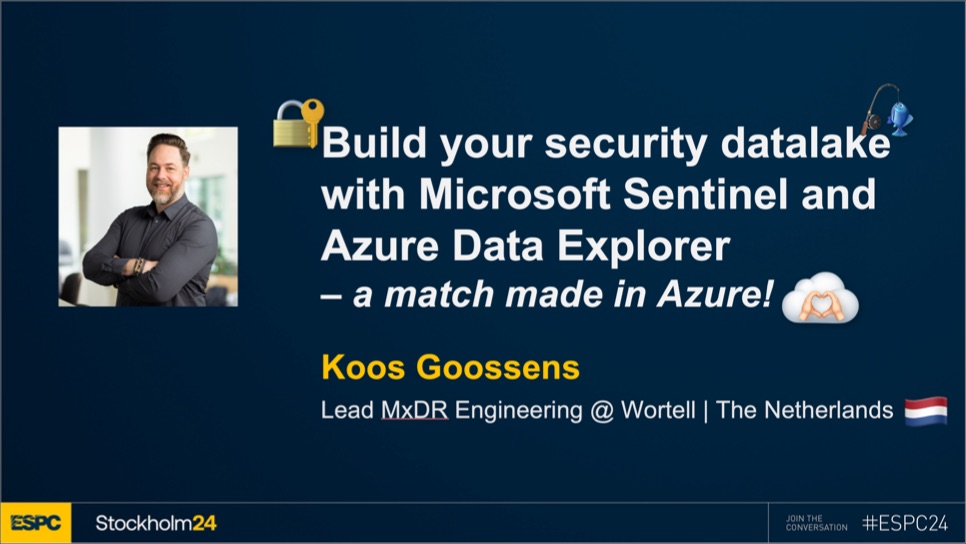 Build your security datalake
with Microsoft Sentinel and
Azure Data Explorer
– a match made in Azure!
Koos Goossens
Lead MxDR Engineering @ Wortell | The Netherlands
ESPC
Stockholm24
JOIN THE
CONVERSATION
#ESPC24